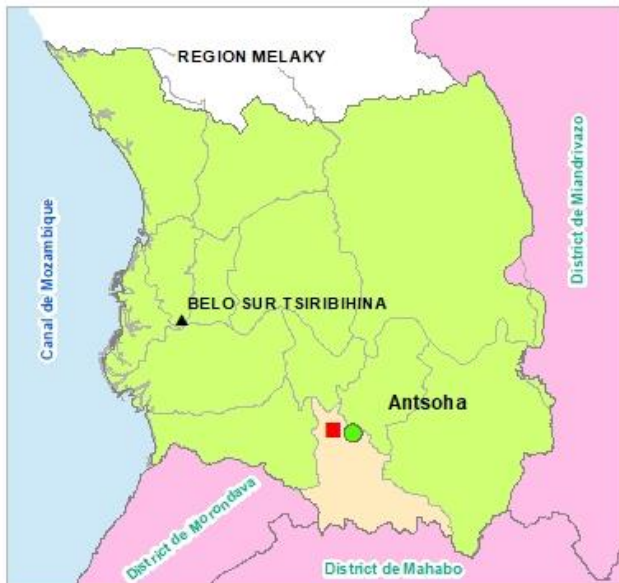 REGION MELAKY
District de Miandrivazo
Canal de Mozambique
BELO SUR TSIRIBIHINA
Antsoha
District de Morondava
District de Mahabo